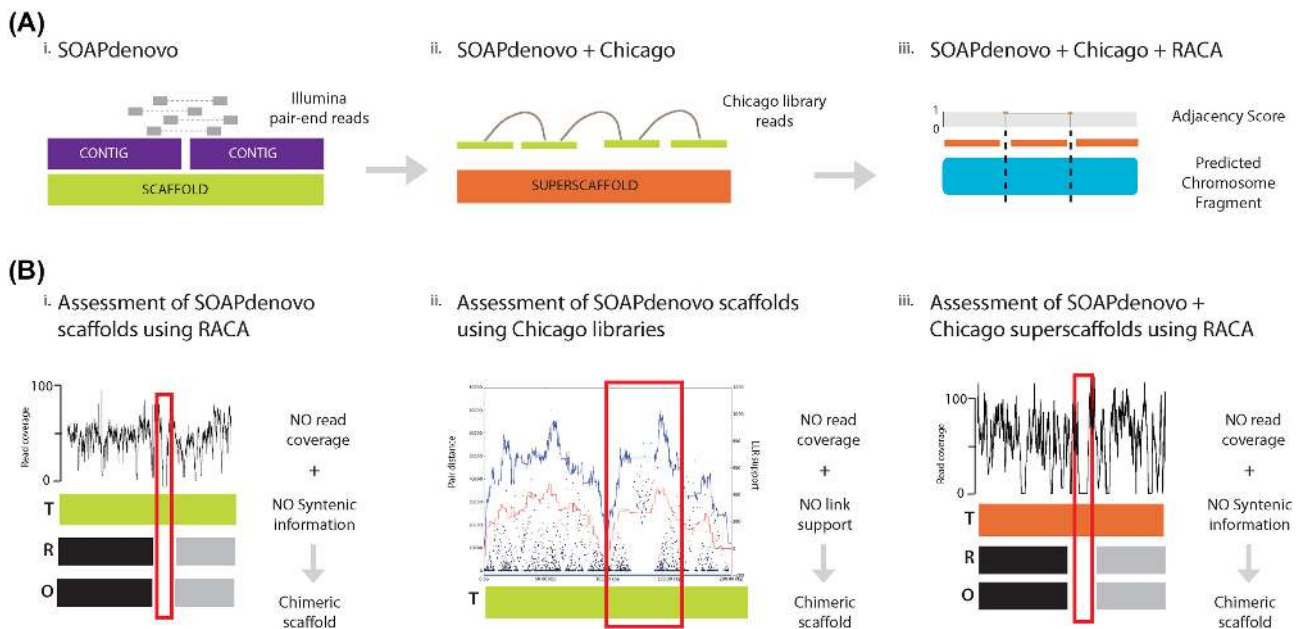 (A)
i. SOAPdenovo
Illumina
pair-end reads
CONTIG CONTIG
SCAFFOLD
ii. SOAPdenovo + Chicago
Chicago library
reads
SUPERSCAFFOLD
iii. SOAPdenovo + Chicago + RACA
1
0
Adjacency Score
Predicted
Chromosome
Fragment
(B)
i. Assessment of SOAPdenovo
scaffolds using RACA
100
Read coverage
0
T
R
O
NO read
coverage
+
NO Syntenic
information
Chimeric
scaffold
ii. Assessment of SOAPdenovo scaffolds
using Chicago libraries
Pair distance
LLR support
T
NO read
coverage
+
NO link
support
Chimeric
scaffold
iii. Assessment of SOAPdenovo +
Chicago superscaffolds using RACA
100
Read coverage
0
T
R
O
NO read
coverage
+
NO Syntenic
information
Chimeric
scaffold